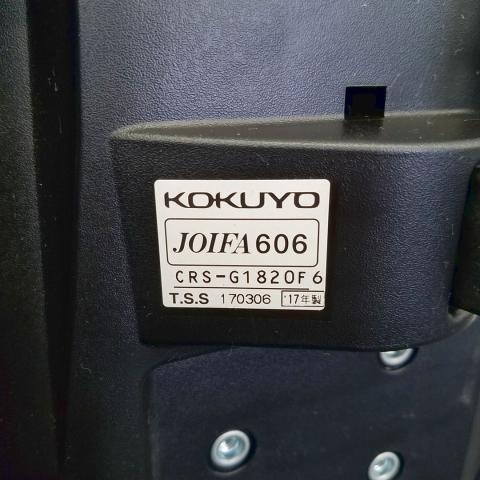 KOKUYO
JOIFA606
CRS-G1820F6
T.S.S 170306 '17年製